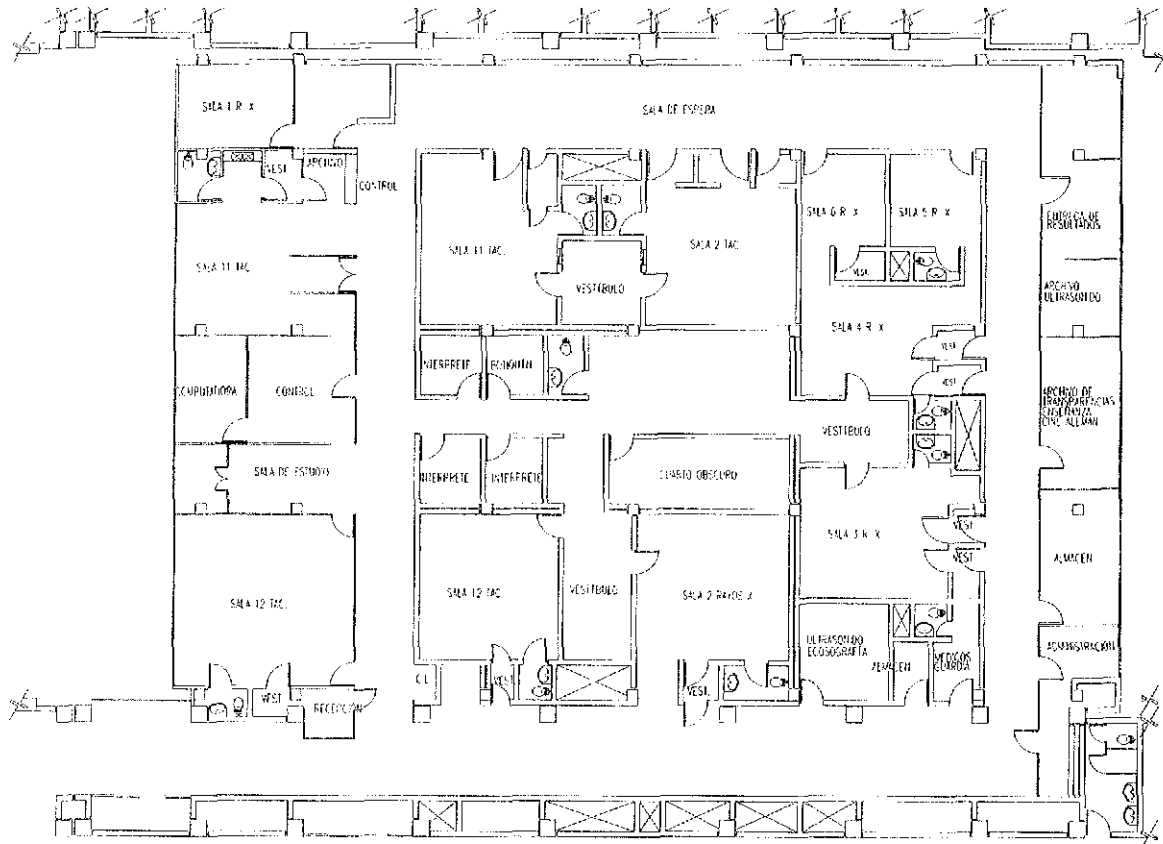 SALA 1 R X
SALA DE ESPERA
VEST.
ARCHIVO
CONTROL
SALA 11 TAC.
SALA 2 TAC.
SALA 6 R X
SALA 5 R X
ENTREGA DE
RESULTADOS
SALA 11 TAC.
VESTIBULO
VEST.
ARCHIVO
ULTRASONIDO
SALA 4 R X
VEST.
VEST.
INTERPRETE
COMPUTADORA
CONTROL
ARCHIVO DE
TRANSPARENCIAS
ENSEÑANZA
VESTIBULO
SALA DE ESTUDIO
INTERPRETE
INTERPRETE
CUARTO OBSCURO
SALA 3 R X
VEST.
VEST.
ALMACEN
SALA 12 TAC.
SALA 12 TAC.
VESTIBULO
SALA 2 RAYOS X
ULTRASONIDO
ECOSOGRAFIA
ALMACEN
MEDICOS
GUARDIA
ADMINISTRACION
VEST.
RECEPCION
C.L.
VEST.
VEST.